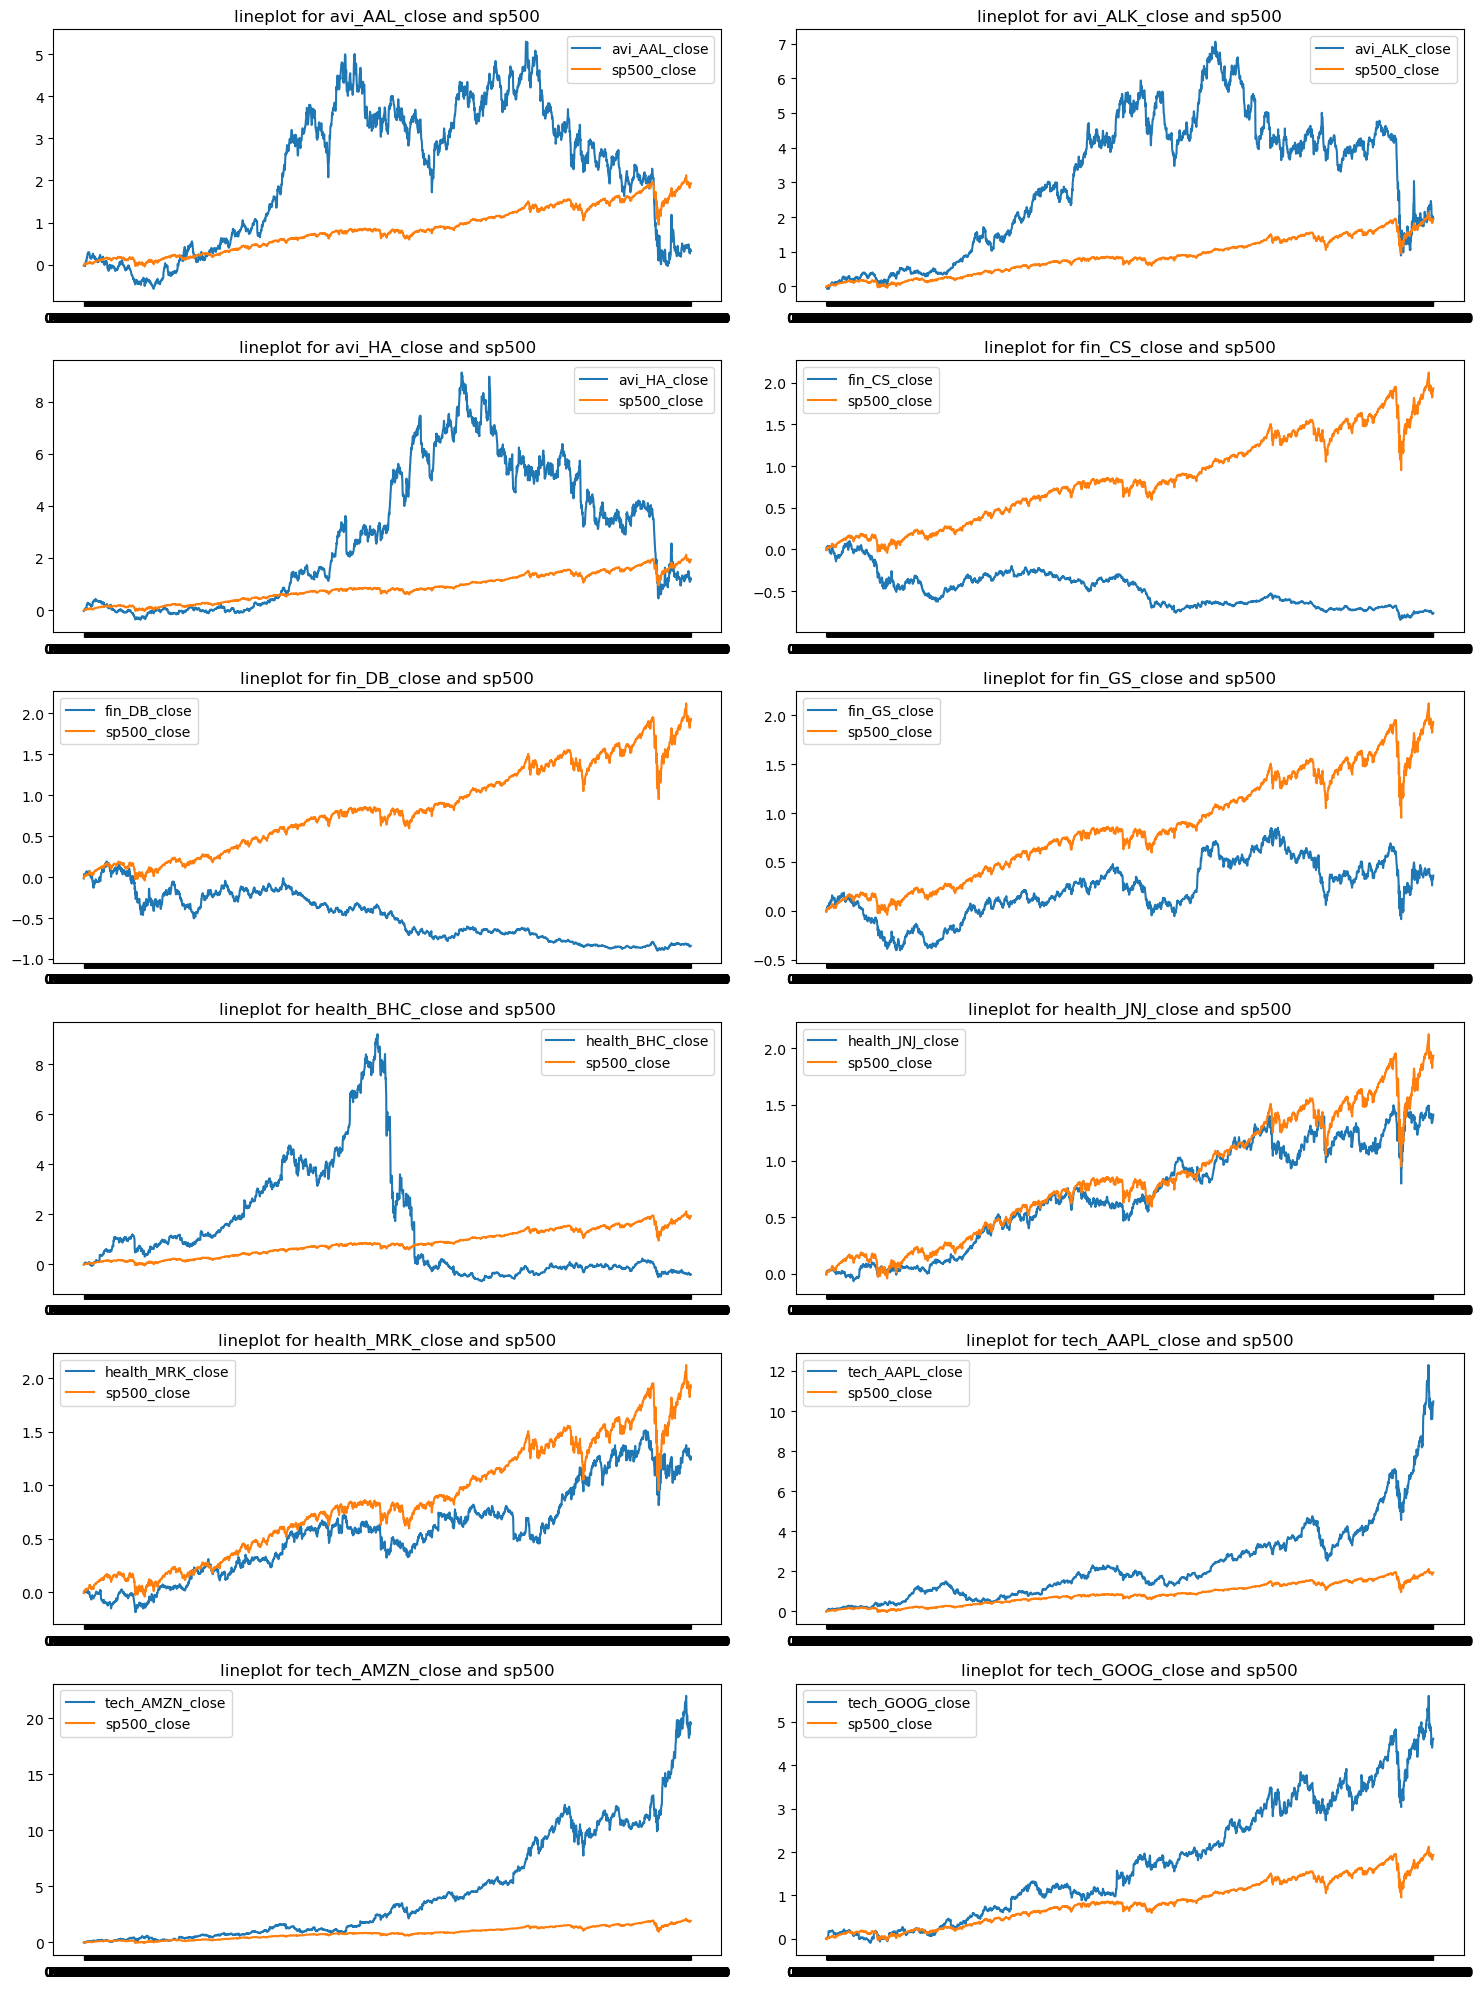 lineplot for avi_AAL_close and sp500
avi_AAL_close
sp500_close
5
4
3
2
1
0
lineplot for avi_ALK_close and sp500
avi_ALK_close
sp500_close
7
6
5
4
3
2
1
0
lineplot for avi_HA_close and sp500
avi_HA_close
sp500_close
8
6
4
2
0
lineplot for fin_CS_close and sp500
fin_CS_close
sp500_close
2.0
1.5
1.0
0.5
0.0
−0.5
lineplot for fin_DB_close and sp500
fin_DB_close
sp500_close
2.0
1.5
1.0
0.5
0.0
−0.5
−1.0
lineplot for fin_GS_close and sp500
fin_GS_close
sp500_close
2.0
1.5
1.0
0.5
0.0
−0.5
lineplot for health_BHC_close and sp500
health_BHC_close
sp500_close
8
6
4
2
0
lineplot for health_JNJ_close and sp500
health_JNJ_close
sp500_close
2.0
1.5
1.0
0.5
0.0
lineplot for health_MRK_close and sp500
health_MRK_close
sp500_close
2.0
1.5
1.0
0.5
0.0
lineplot for tech_AAPL_close and sp500
tech_AAPL_close
sp500_close
12
10
8
6
4
2
0
lineplot for tech_AMZN_close and sp500
tech_AMZN_close
sp500_close
20
15
10
5
0
lineplot for tech_GOOG_close and sp500
tech_GOOG_close
sp500_close
5
4
3
2
1
0